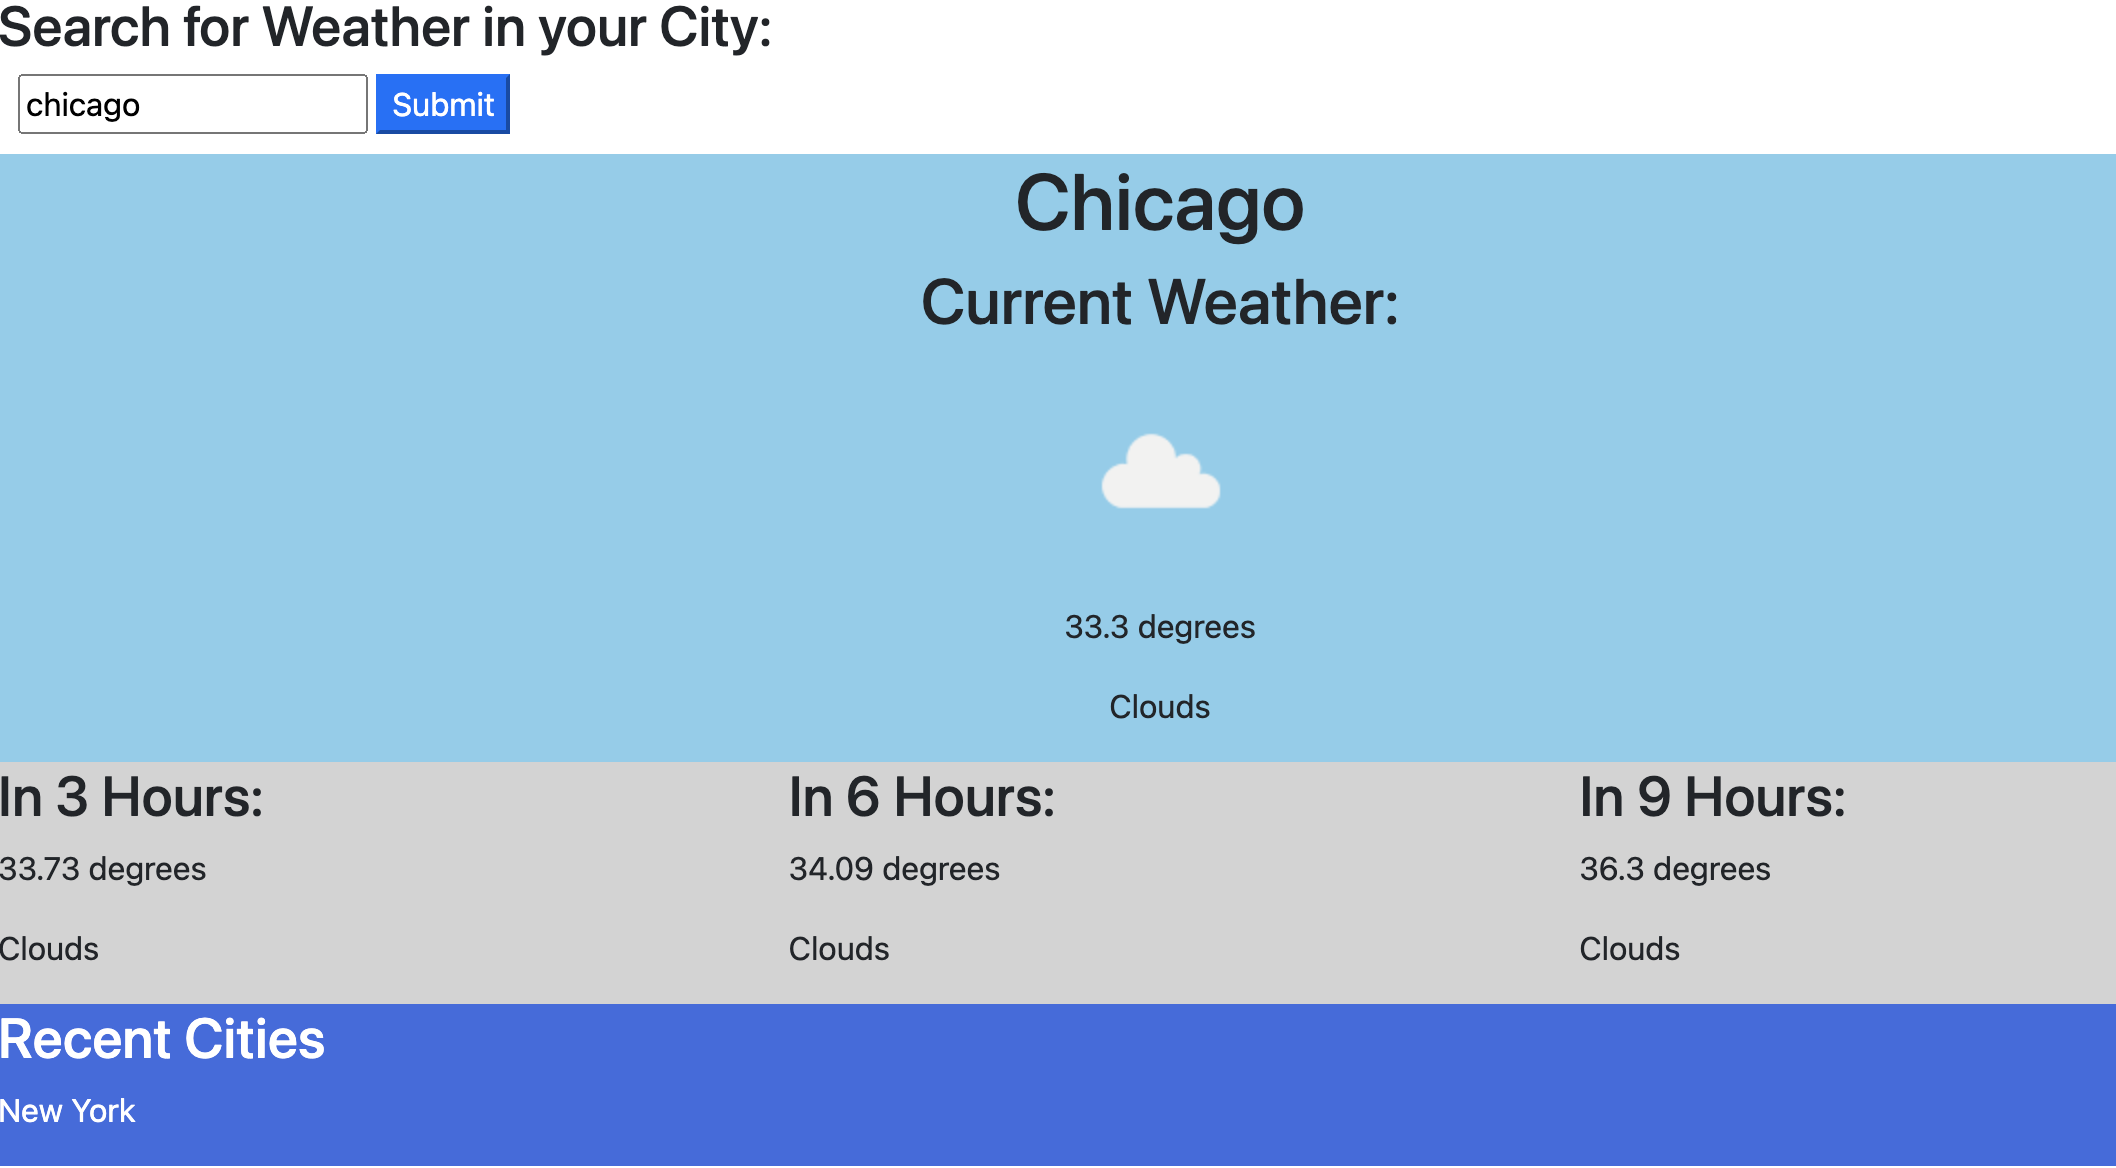 Search for Weather in your City:
chicago Submit
Chicago
Current Weather:
33.3 degrees
Clouds
In 3 Hours:
33.73 degrees
Clouds
In 6 Hours:
34.09 degrees
Clouds
In 9 Hours:
36.3 degrees
Clouds
Recent Cities
New York